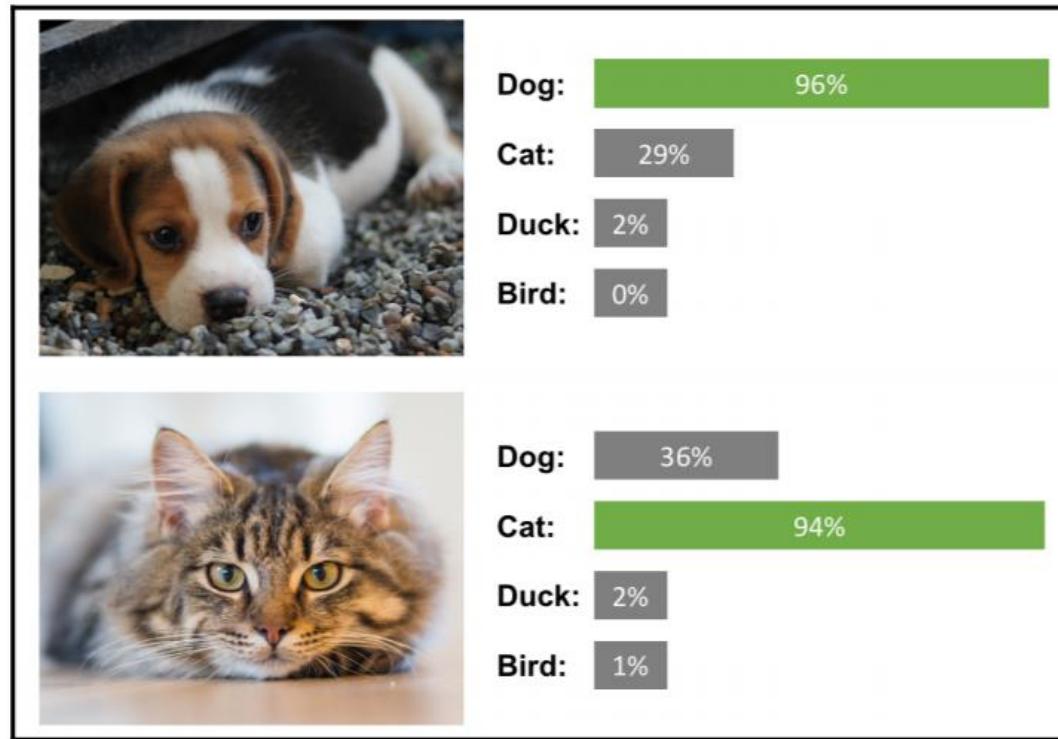 Dog: 96%
Cat: 29%
Duck: 2%
Bird: 0%
Dog: 36%
Cat: 94%
Duck: 2%
Bird: 1%